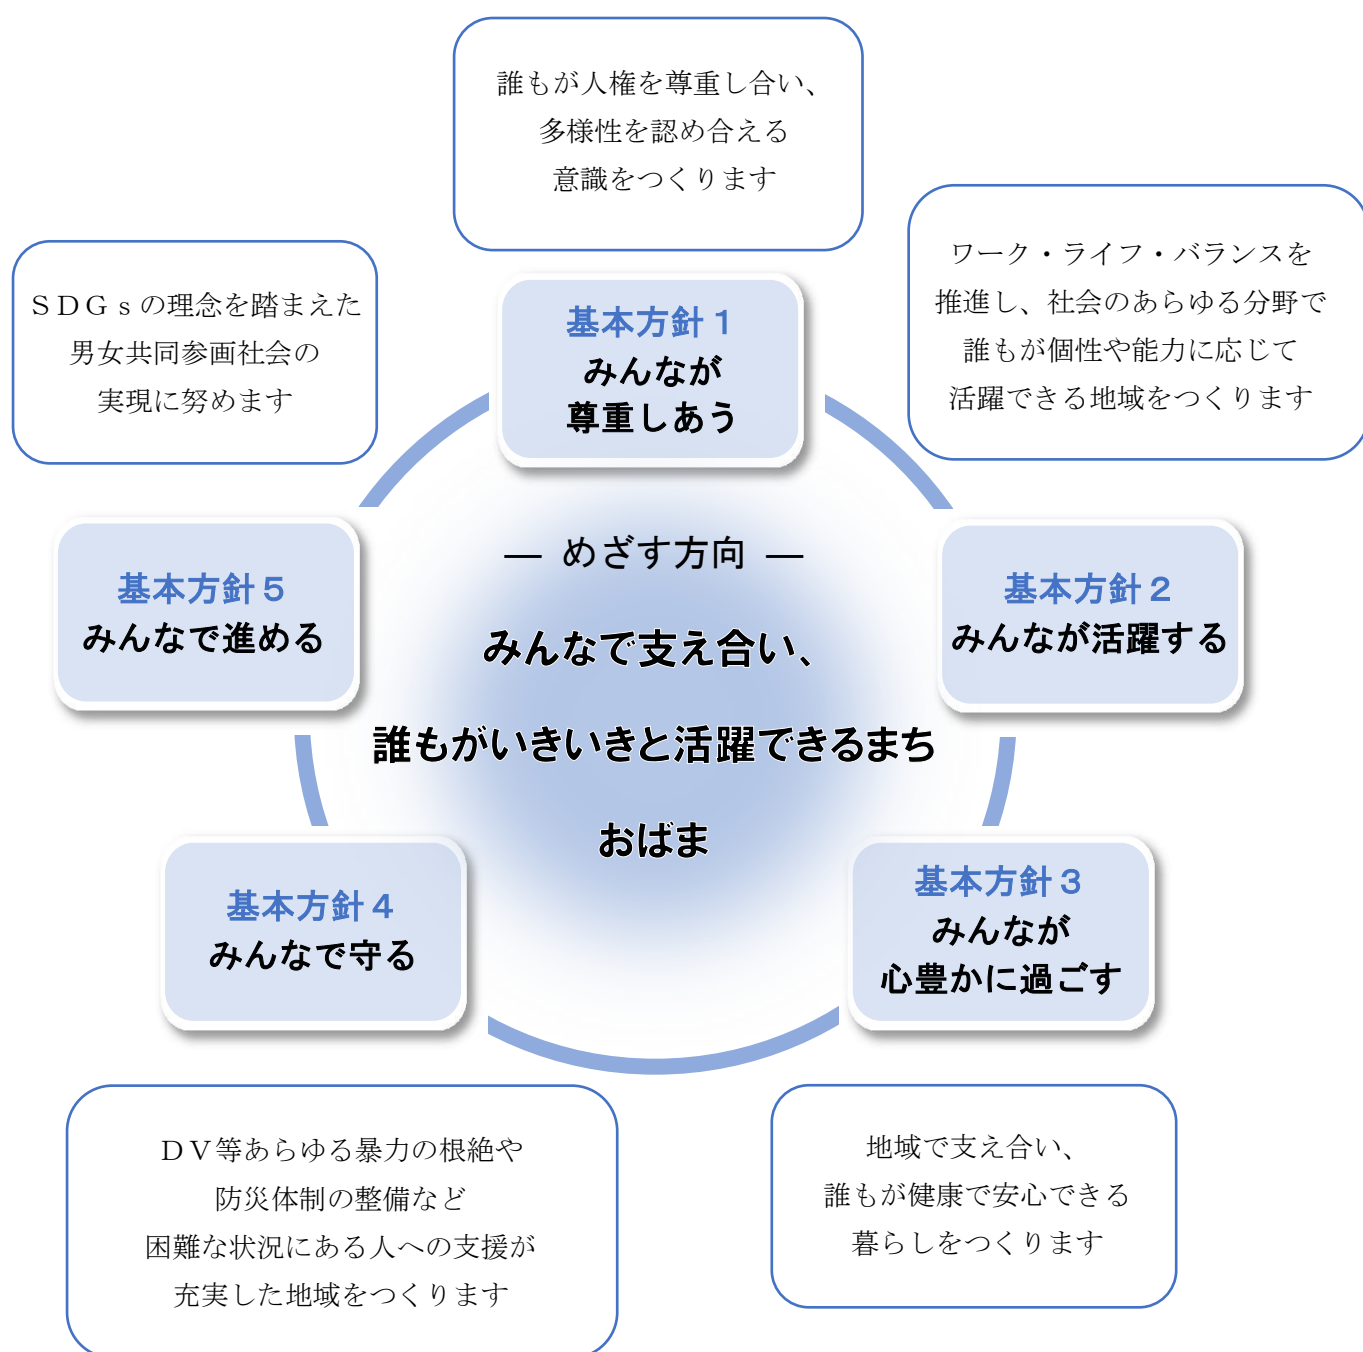 誰もが人権を尊重し合い、
多様性を認め合える
意識をつくります
基本方針１
みんなが
尊重しあう
ワーク・ライフ・バランスを
推進し、社会のあらゆる分野で
誰もが個性や能力に応じて
活躍できる地域をつくります
基本方針２
みんなが活躍する
ＳＤＧｓの理念を踏まえた
男女共同参画社会の
実現に努めます
基本方針５
みんなで進める
― めざす方向 ―
みんなで支え合い、
誰もがいきいきと活躍できるまち
おばま
基本方針４
みんなで守る
ＤＶ等あらゆる暴力の根絶や
防災体制の整備など
困難な状況にある人への支援が
充実した地域をつくります
基本方針３
みんなが
心豊かに過ごす
地域で支え合い、
誰もが健康で安心できる
暮らしをつくります